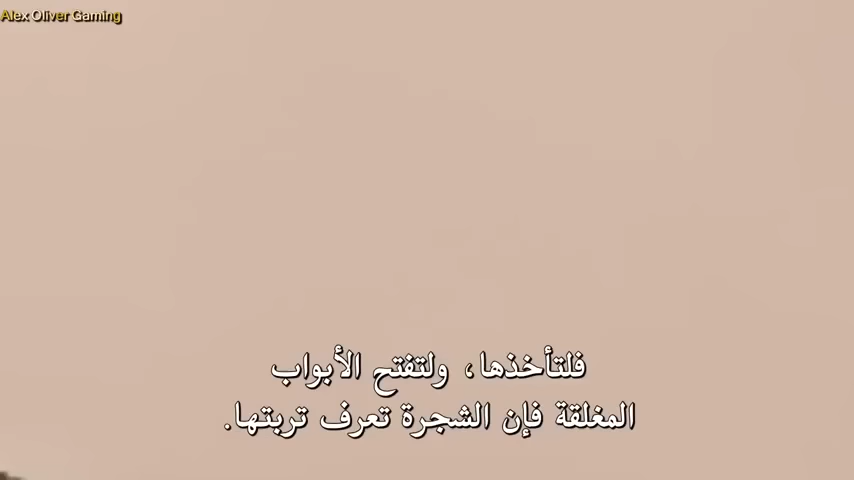 Alex Oliver Gaming
فلتأخذها، ولتفتح الأبواب
المغلقة فإن الشجرة تعرف تربتها.